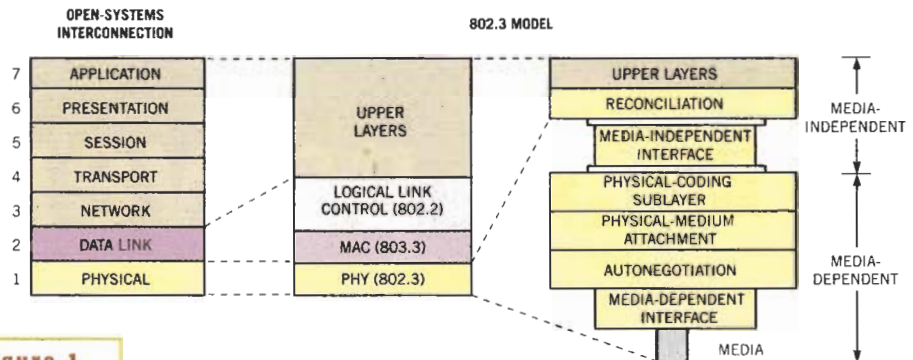 OPEN-SYSTEMS
INTERCONNECTION
802.3 MODEL
7 APPLICATION
6 PRESENTATION
5 SESSION
4 TRANSPORT
3 NETWORK
2 DATA LINK
1 PHYSICAL
UPPER
LAYERS
LOGICAL LINK
CONTROL (802.2)
MAC (803.3)
PHY (802.3)
UPPER LAYERS
RECONCILIATION
MEDIA-INDEPENDENT
INTERFACE
PHYSICAL-CODING
SUBLAYER
PHYSICAL-MEDIUM
ATTACHMENT
AUTONEGOTIATION
MEDIA-DEPENDENT
INTERFACE
MEDIA
MEDIA-
INDEPENDENT
MEDIA-
DEPENDENT